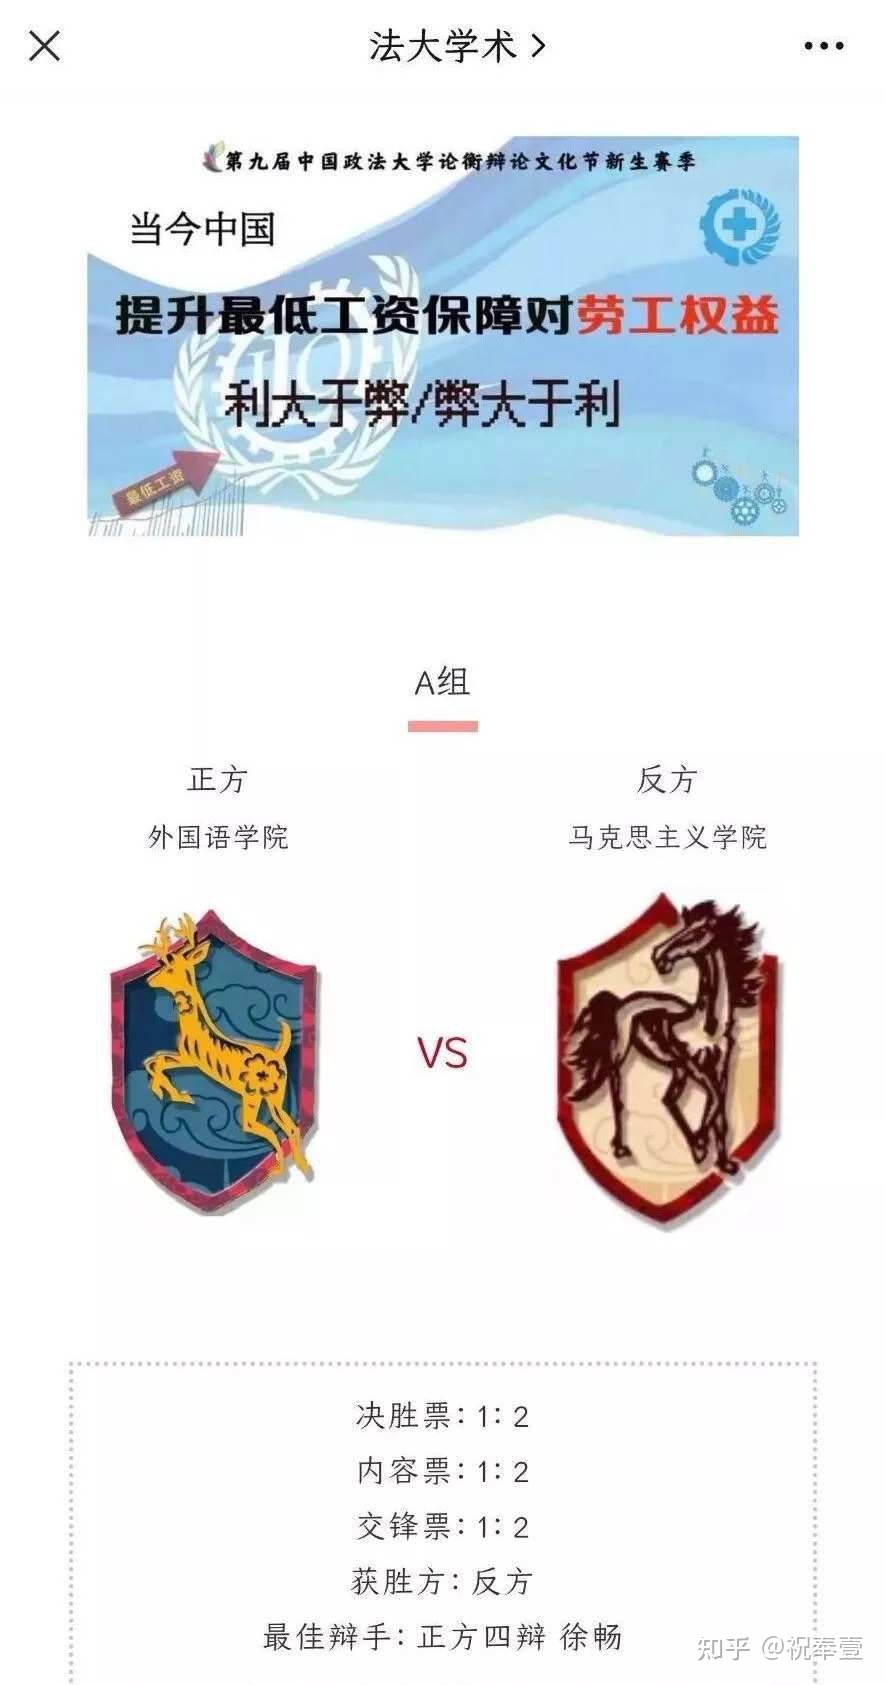 法大学术
第九届中国政法大学论衡辩论文化节新生赛季
当今中国
提升最低工资保障对劳工权益
利大于弊/弊大于利
最低工资
A组
正方
反方
外国语学院
马克思主义学院
VS
决胜票：1：2
内容票：1：2
交锋票：1：2
获胜方：反方
最佳辩手：正方四辩 徐畅
知乎 @祝奉壹